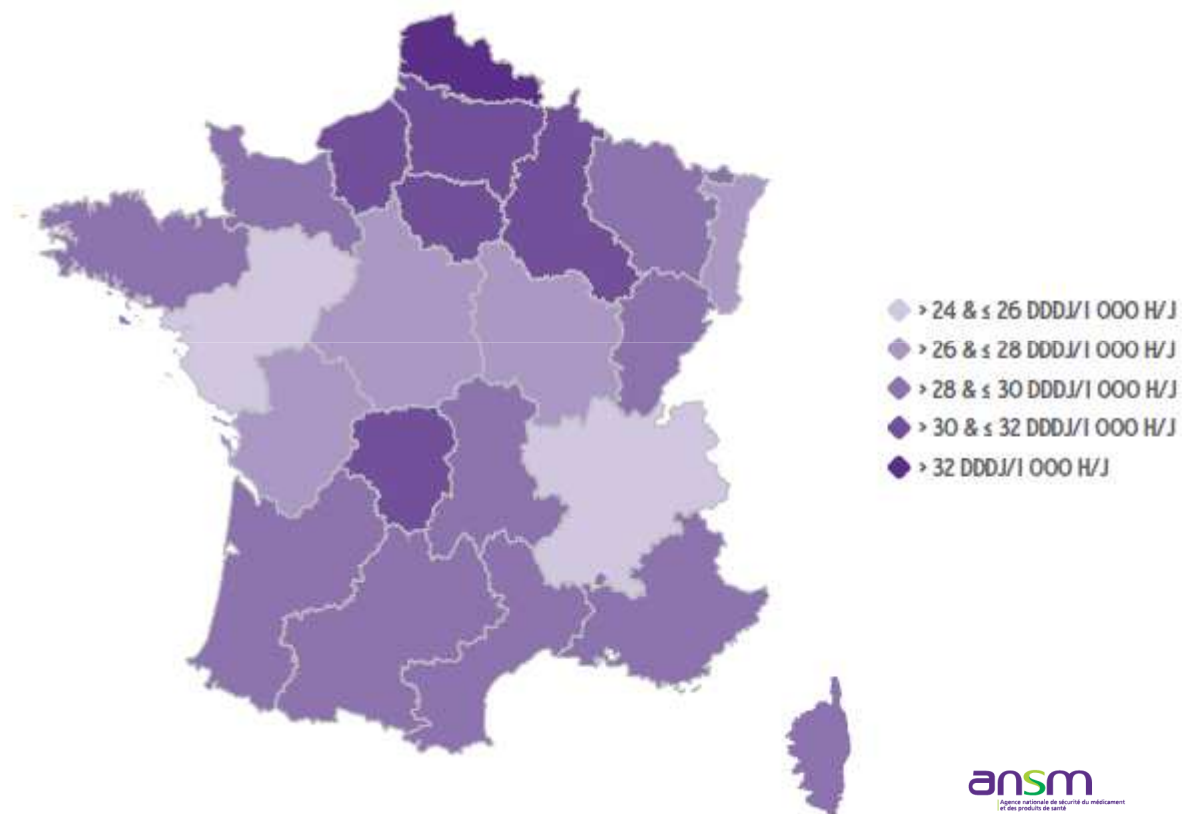 > 24 & ≤ 26 DDDJ/1 000 H/J
> 26 & ≤ 28 DDDJ/1 000 H/J
> 28 & ≤ 30 DDDJ/1 000 H/J
> 30 & ≤ 32 DDDJ/1 000 H/J
> 32 DDDJ/1 000 H/J
ansm
Agence nationale de sécurité du médicament
et des produits de santé